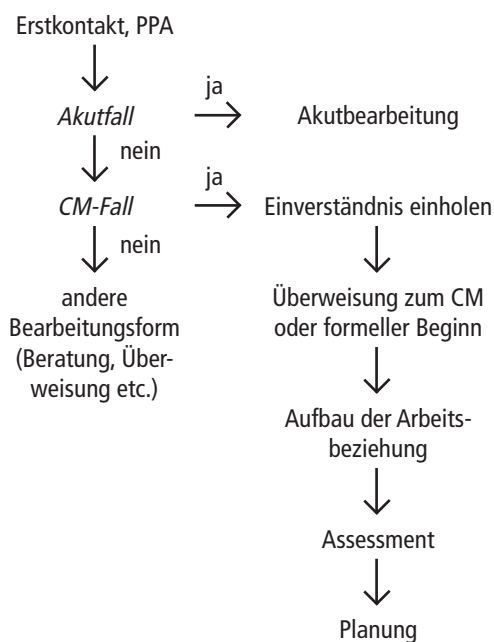 Erstkontakt, PPA
ja
Akutfall
Akutbearbeitung
nein
ja
CM-Fall
Einverständnis einholen
nein
andere
Bearbeitungsform
(Beratung, Über-
weisung etc.)
Überweisung zum CM
oder formeller Beginn
Aufbau der Arbeits-
beziehung
Assessment
Planung